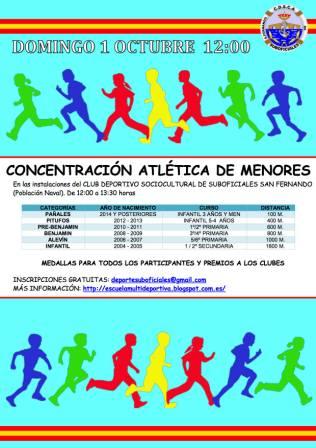 C.D.S.C.A.
SUBOFICIALES
DOMINGO 1 OCTUBRE 12:00
CONCENTRACIÓN ATLÉTICA DE MENORES
En las instalaciones del CLUB DEPORTIVO SOCIOCULTURAL DE SUBOFICIALES SAN FERNANDO
(Población Naval). De 12:00 a 13:30 horas
CATEGORÍAS AÑO DE NACIMIENTO CURSO DISTANCIA
PAÑALES 2014 Y POSTERIORES INFANTIL 3 AÑOS Y MEN 100 M.
PITUFOS 2012 - 2013 INFANTIL 5-4 AÑOS 400 M.
PRE-BENJAMIN 2010 - 2011 1º/2º PRIMARIA 600 M.
BENJAMIN 2008 - 2009 3º/4º PRIMARIA 800 M.
ALEVÍN 2006 - 2007 5/6º PRIMARIA 1000 M.
INFANTIL 2004 - 2005 1 / 2º SECUNDARIA 1600 M.
MEDALLAS PARA TODOS LOS PARTICIPANTES Y PREMIOS A LOS CLUBES
INSCRIPCIONES GRATUITAS: deportesuboficiales@gmail.com
MÁS INFORMACIÓN: http://escuelamultideportiva.blogspot.com.es/